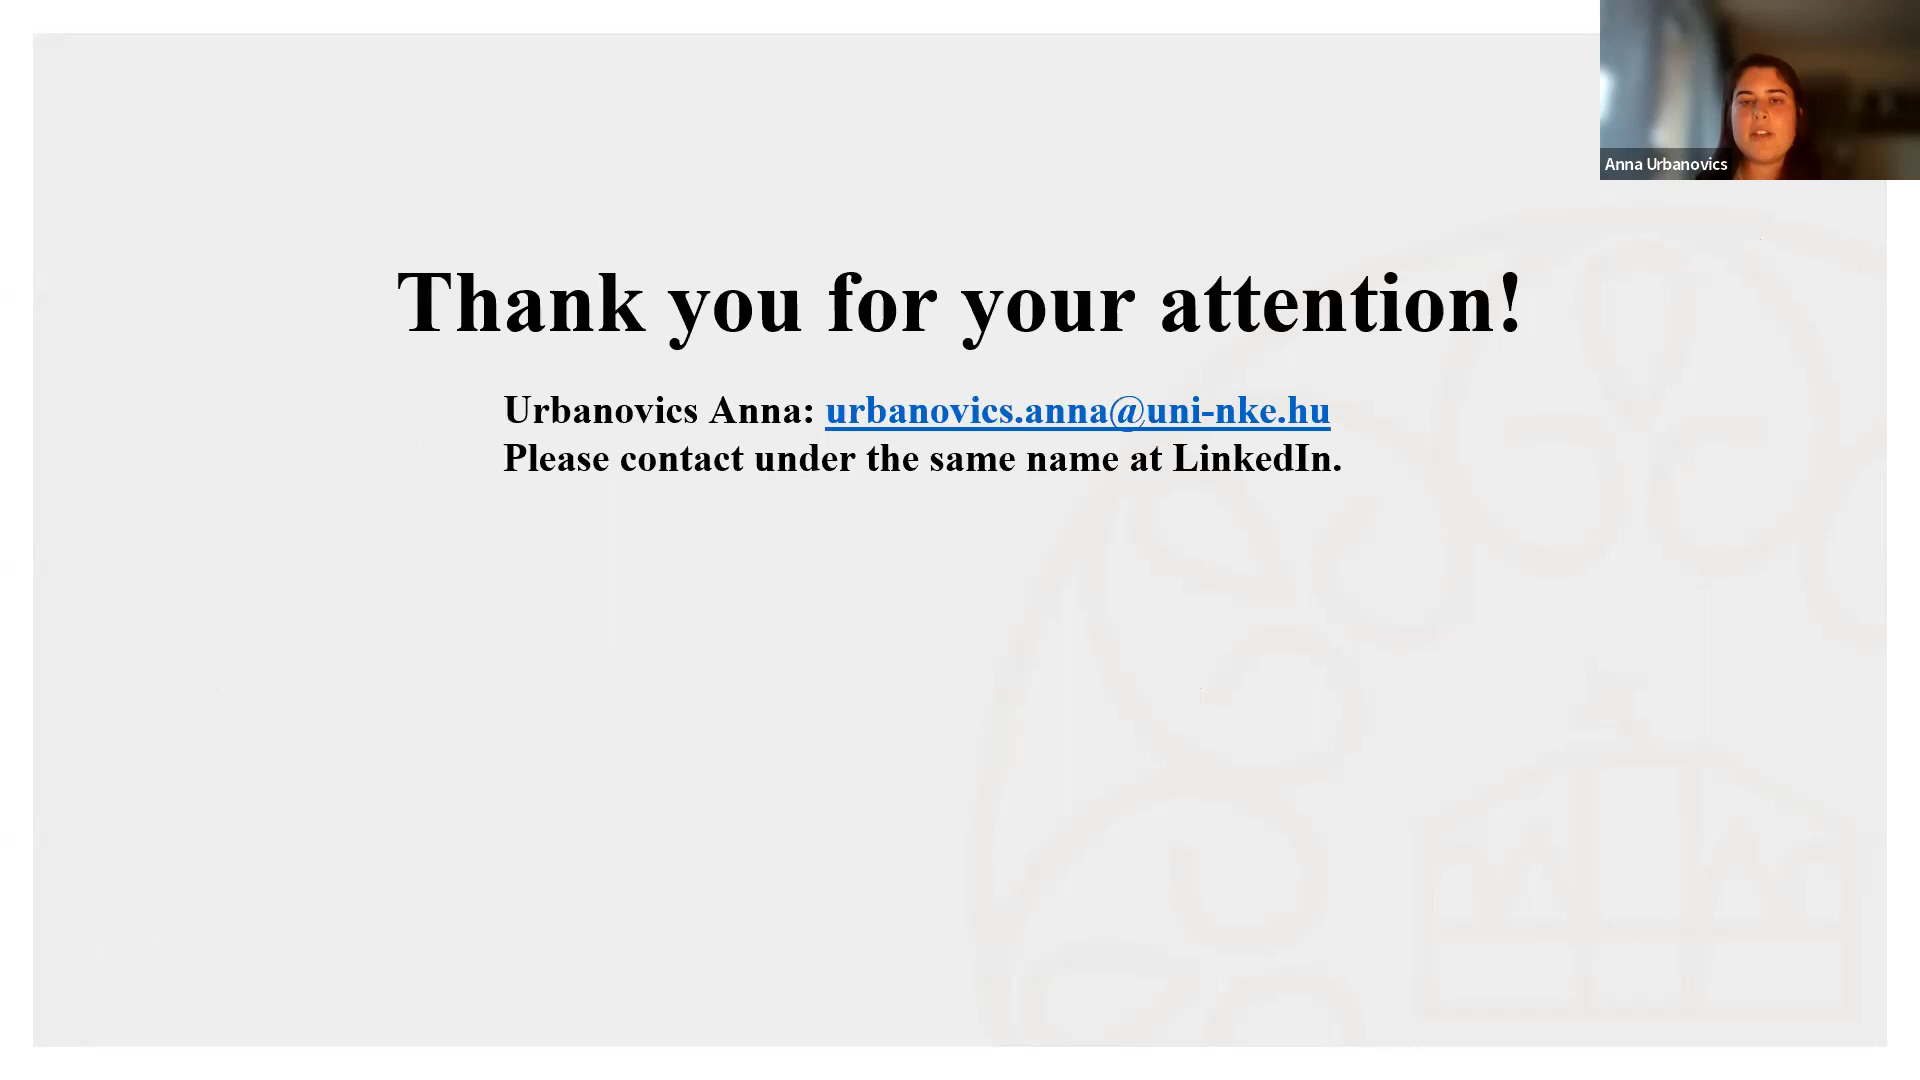 Anna Urbanovics
Thank you for your attention!
Urbanovics Anna: urbanovics.anna@uni-nke.hu
Please contact under the same name at LinkedIn.